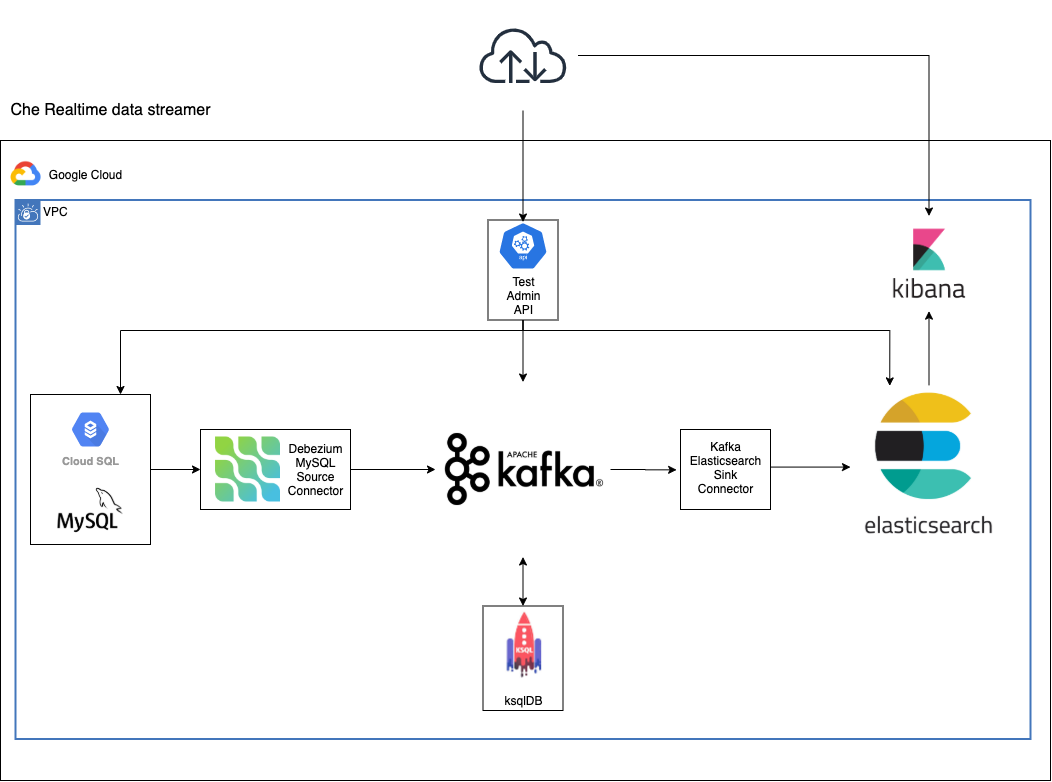 Che Realtime data streamer
Google Cloud
VPC
api
Test
Admin
API
kibana
Cloud SQL
MySQL
Debezium
MySQL
Source
Connector
APACHE
kafka®
Kafka
Elasticsearch
Sink
Connector
elasticsearch
KSQL
ksqlDB